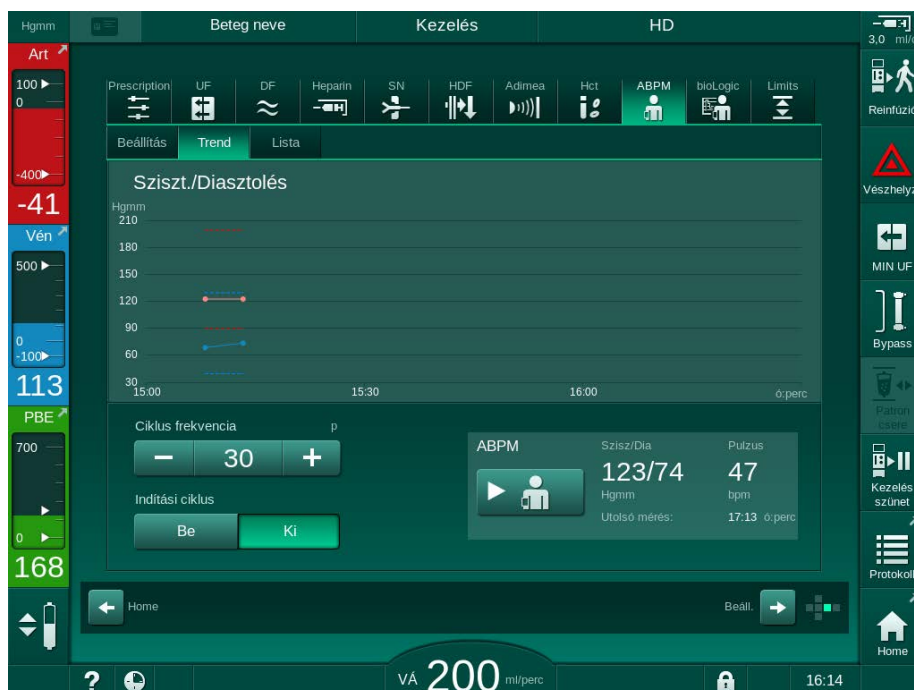 Hgmm
Beteg neve
Kezelés
HD
3,0 ml/
Art
100
0
-400
-41
Vén
500
0
-100
113
PBE
700
0
168
Prescription
UF
DF
Heparin
SN
HDF
Adimea
Hct
ABPM
bioLogic
Limits
Beállítás
Trend
Lista
Sziszt./Diasztolés
Hgmm
210
180
150
120
90
60
30
15:00
15:30
16:00
ó:perc
Ciklus frekvencia
p
30
Indítási ciklus
Be
Ki
ABPM
Szisz/Dia
Pulzus
123/74
47
Hgmm
bpm
Utolsó mérés:
17:13 ó:perc
Home
Beáll.
Reinfúzió
Vészhelyz
MIN UF
Bypass
Patron
csere
Kezelés
szünet
Protokoll
Home
?
VÁ 200 ml/perc
16:14